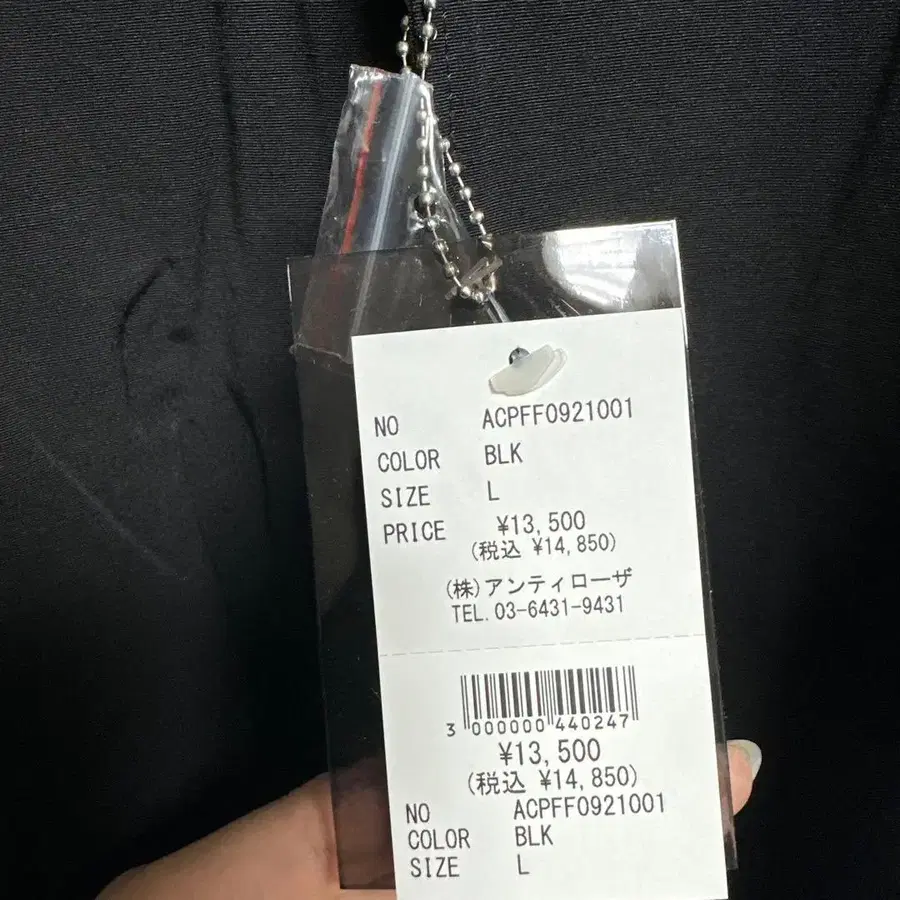 NO ACPFF0921001
COLOR BLK
SIZE L
PRICE ¥13,500
(税込 ¥14,850)
(株)アンティローザ
TEL.03-6431-9431
3 000000 440247
¥13,500
(税込 ¥14,850)
NO ACPFF0921001
COLOR BLK
SIZE L